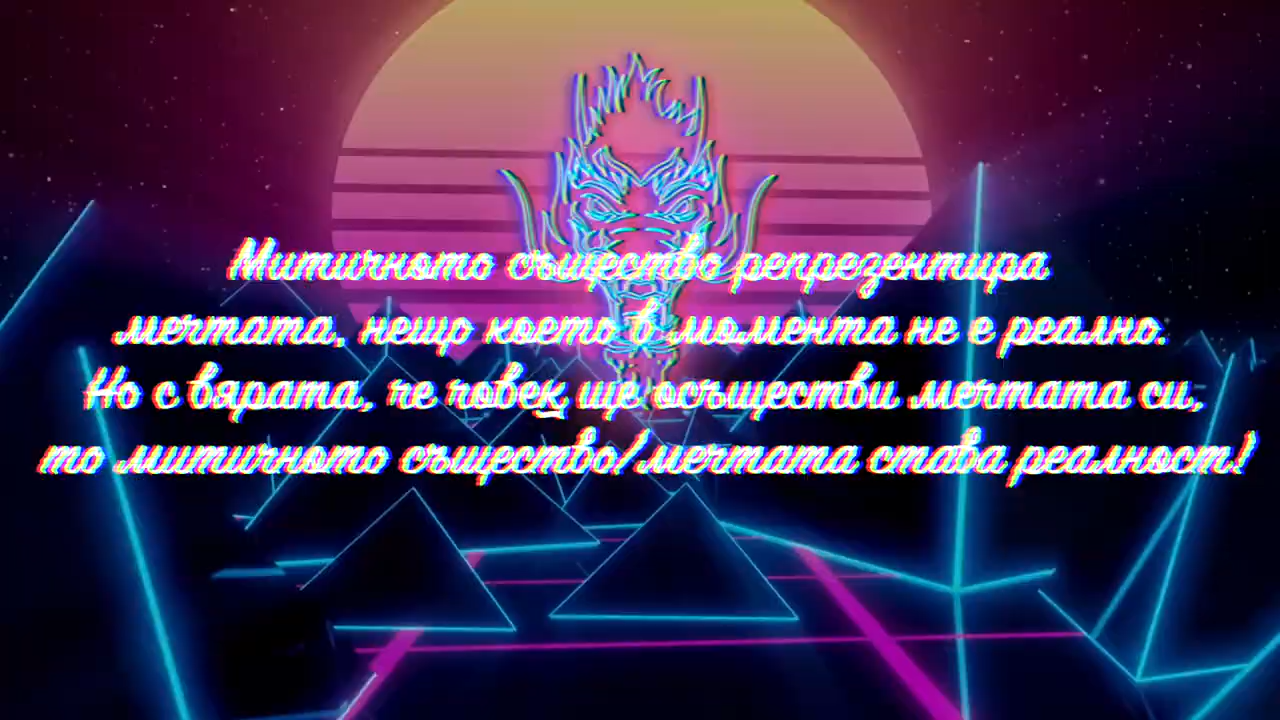 Митичното същество репрезентира
мечтата, нещо което в момента не е реално.
Но с вярата, че човек ще осъществи мечтата си,
то митичното същество/мечтата става реалност!